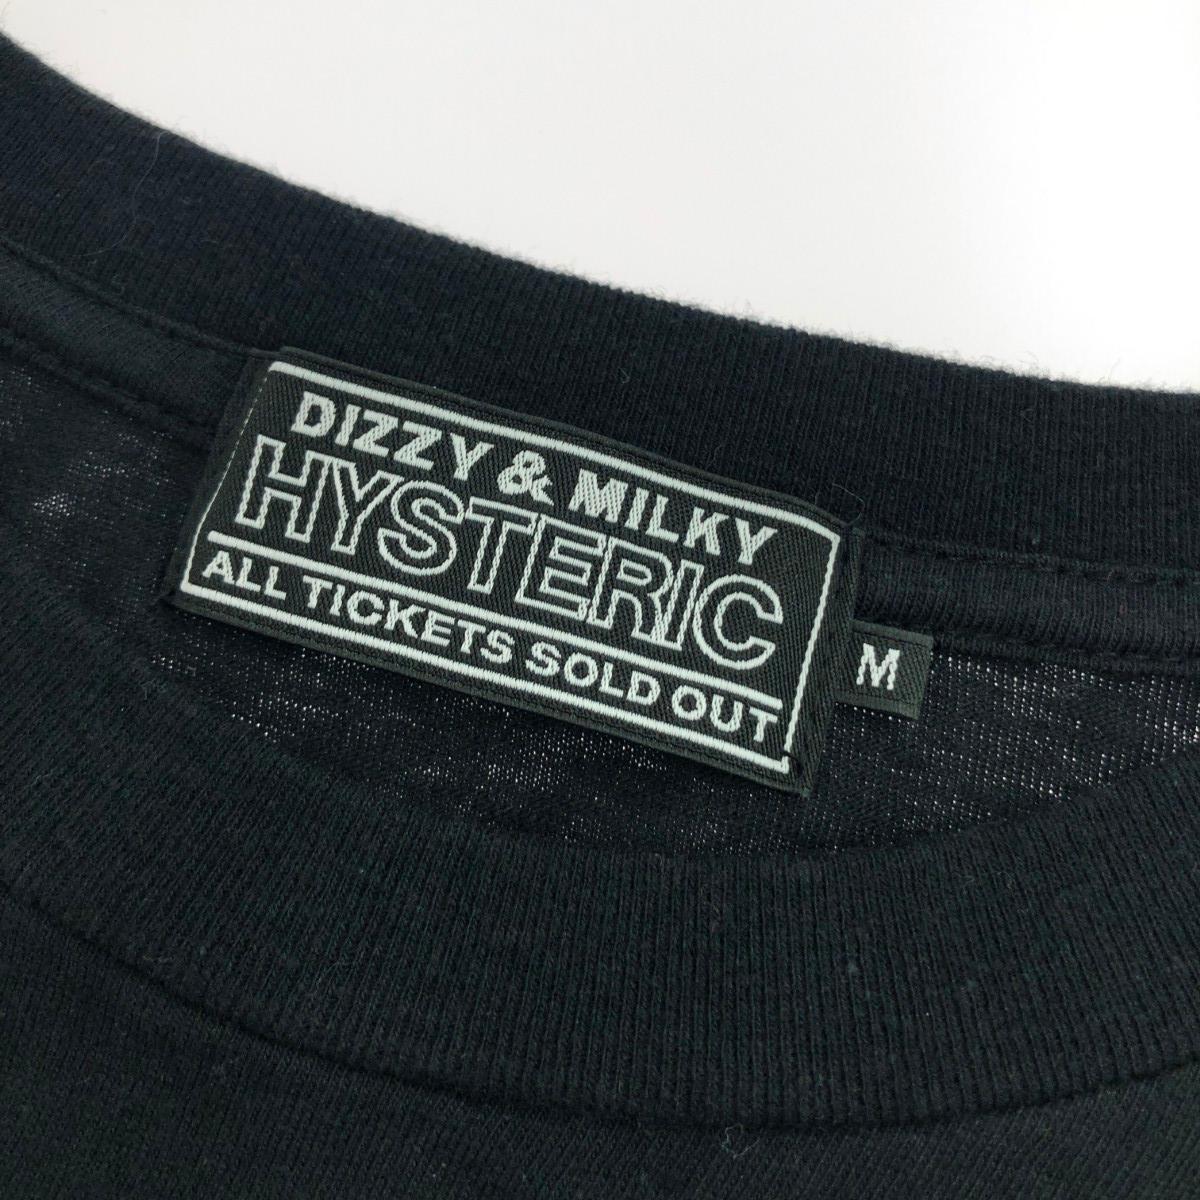 DIZZY & MILKY
HYSTERIC
ALL TICKETS SOLD OUT
M